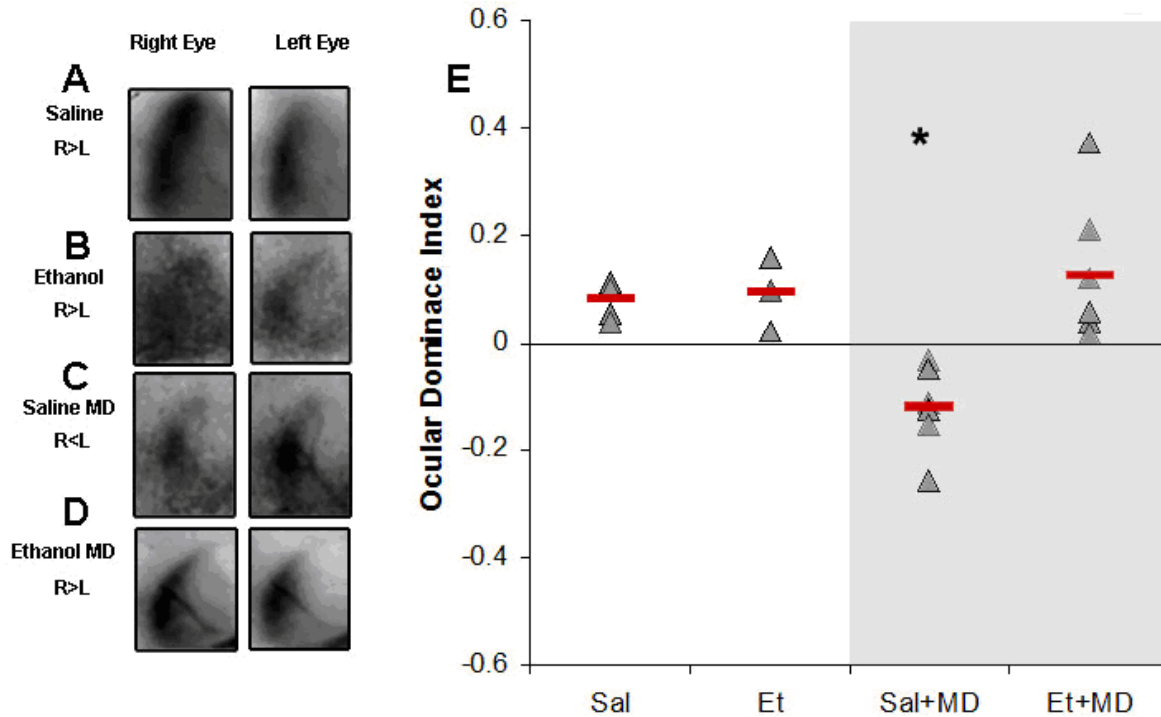 Right Eye
Left Eye
A
Saline
R>L
B
Ethanol
R>L
C
Saline MD
R<L
D
Ethanol MD
R>L
E
Ocular Dominace Index
0.6
0.4
0.2
0
-0.2
-0.4
-0.6
*
Sal
Et
Sal+MD
Et+MD